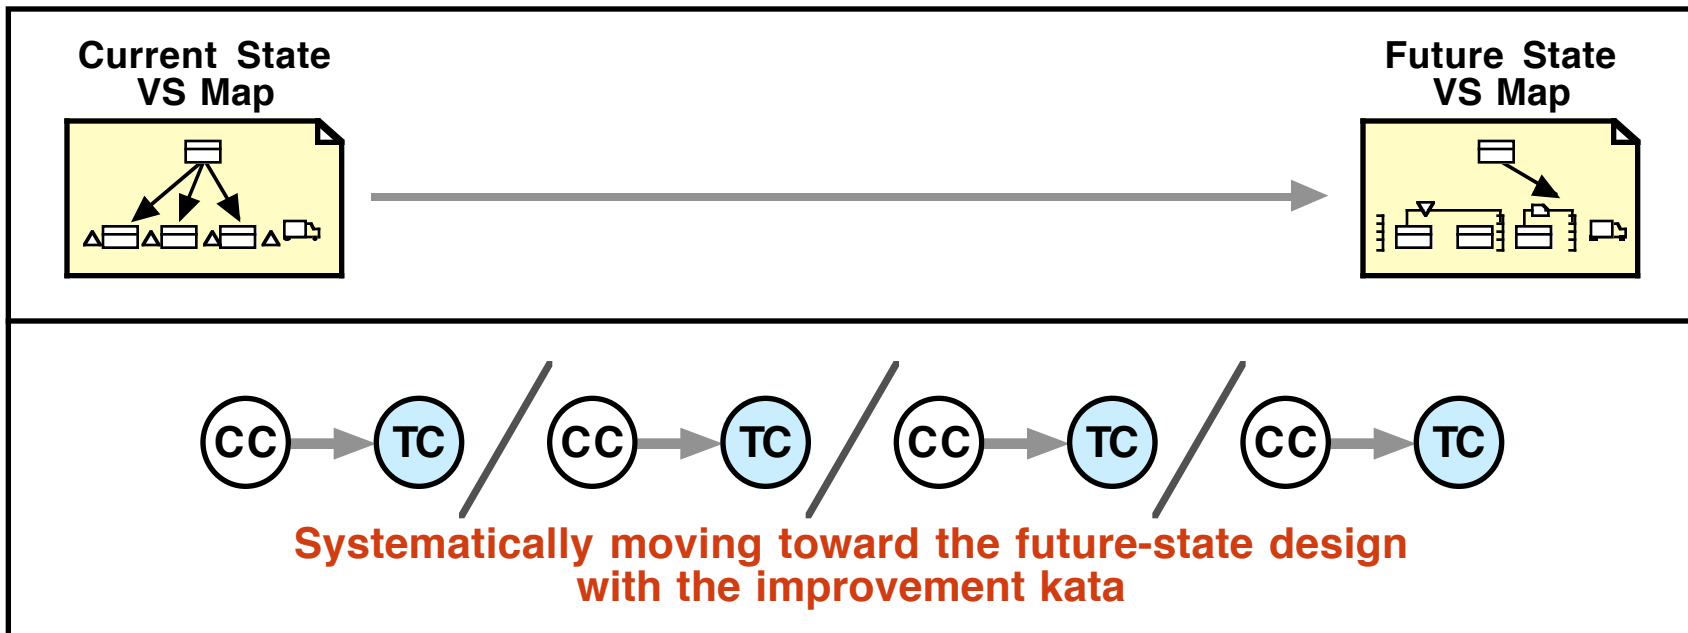 Current State
VS Map
Future State
VS Map
CC TC CC TC CC TC CC TC
Systematically moving toward the future-state design
with the improvement kata